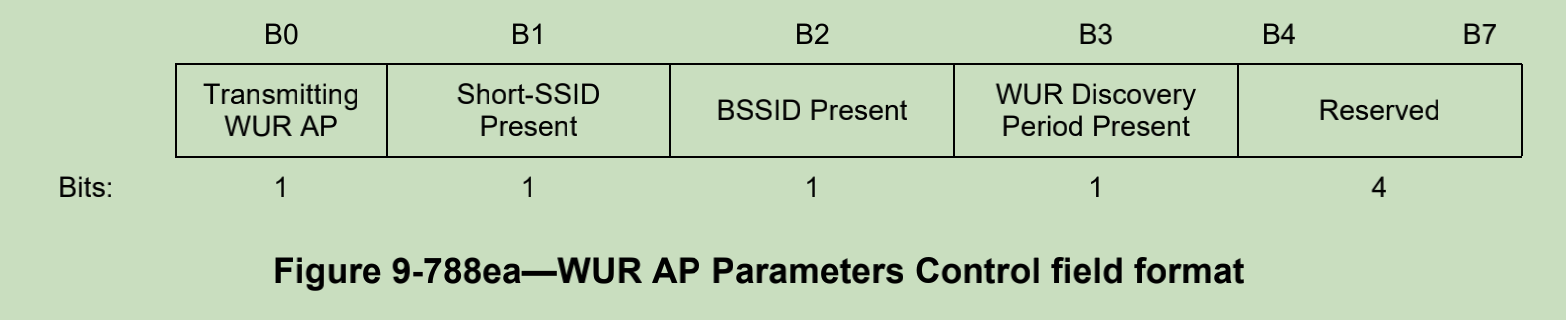 B0 B1 B2 B3 B4 B7
Transmitting WUR AP Short-SSID Present BSSID Present WUR Discovery Period Present Reserved
Bits: 1 1 1 1 4
Figure 9-788ea—WUR AP Parameters Control field format